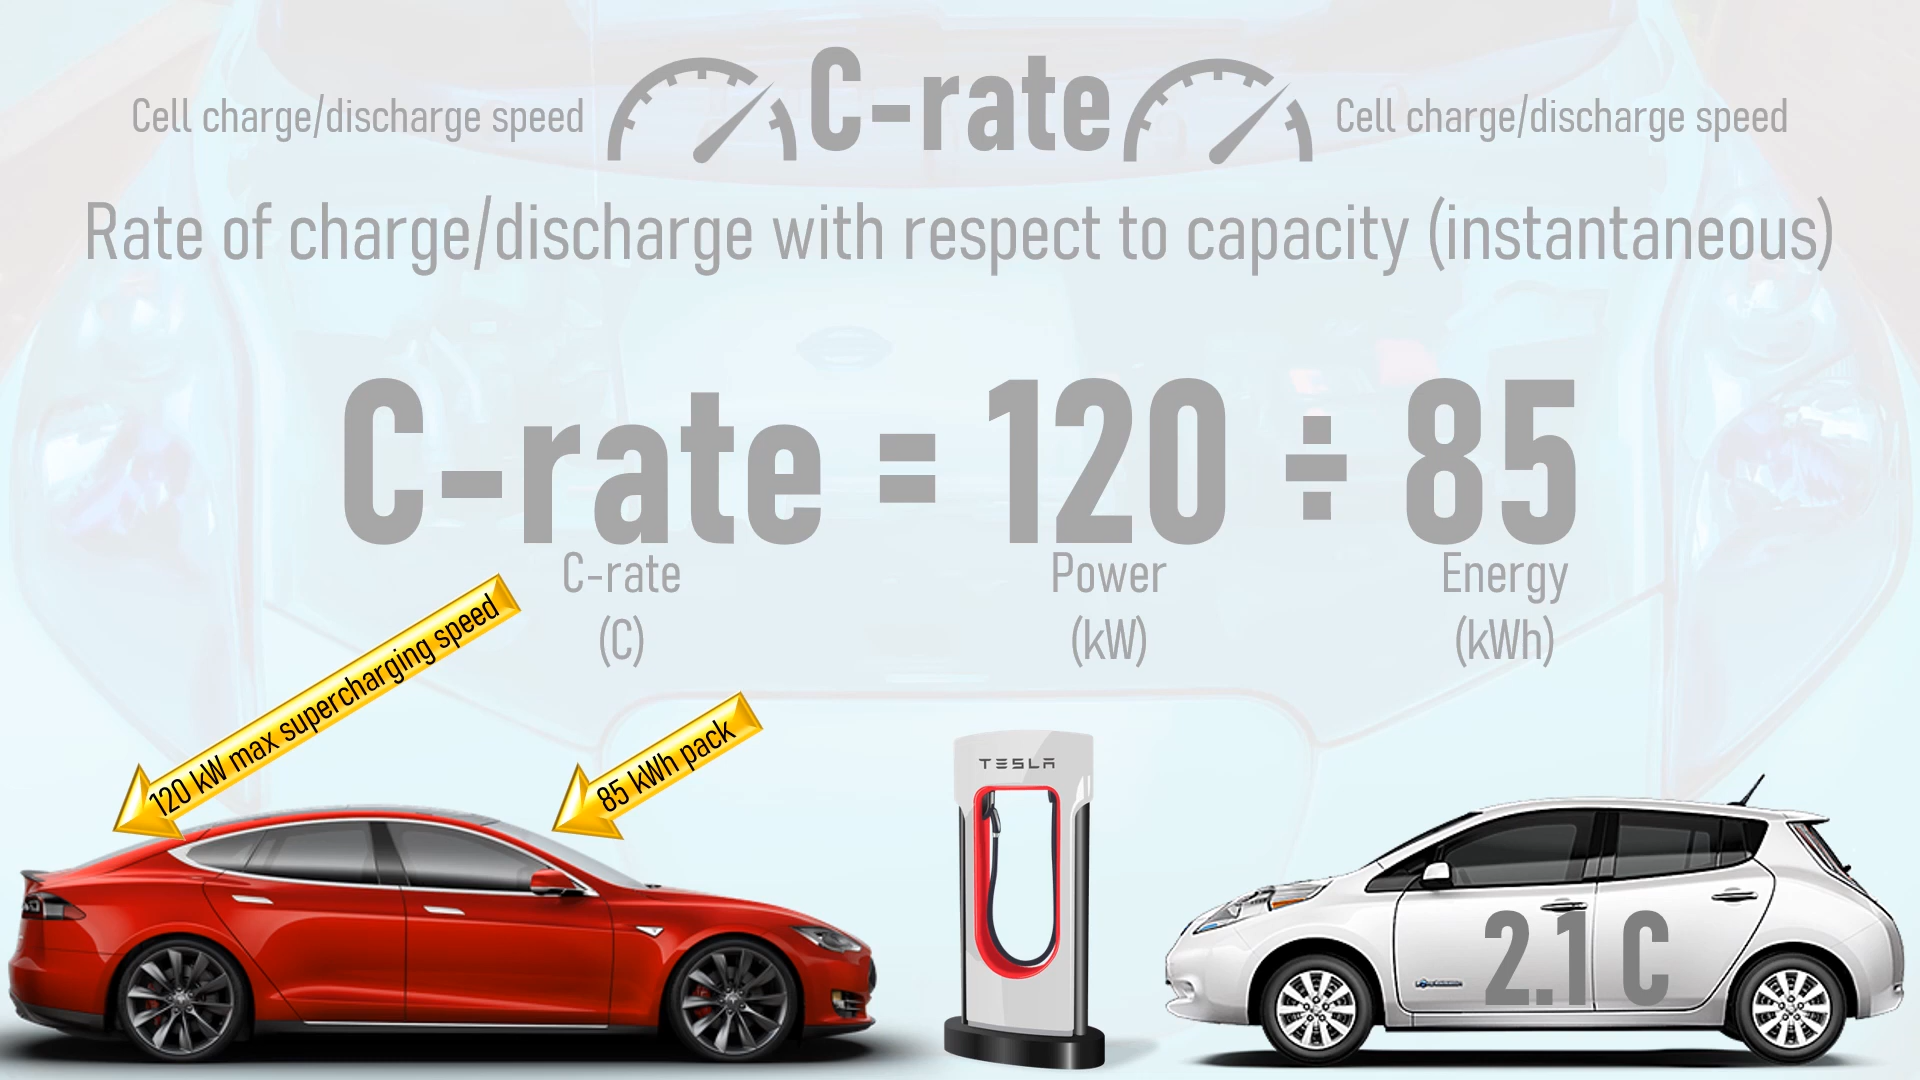 Cell charge/discharge speed
C-rate
Cell charge/discharge speed
Rate of charge/discharge with respect to capacity (instantaneous)
C-rate = 120 ÷ 85
C-rate
(C)
Power
(kW)
Energy
(kWh)
120 kW max supercharging speed
85 kWh pack
TESLA
2.1 C